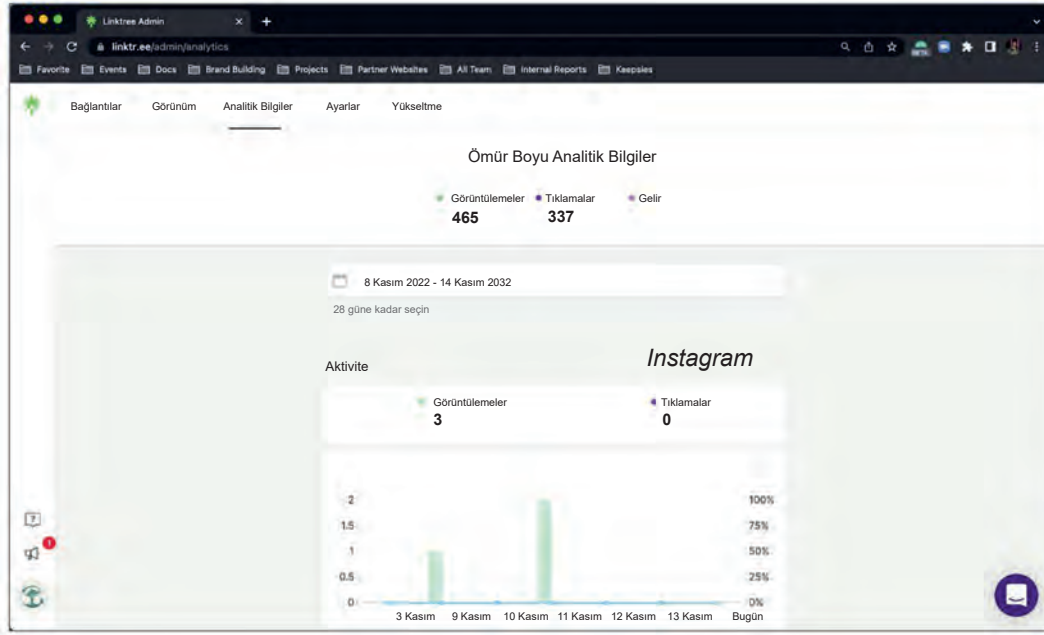 Linktree Admin
linktr.ee/admin/analytics
BETA
Favorite Events Docs Brand Building Projects Partner Websites All Team Internal Reports Keepsies
Bağlantılar Görünüm Analitik Bilgiler Ayarlar Yükseltme
Ömür Boyu Analitik Bilgiler
Görüntülemeler Tıklamalar Gelir
465 337
8 Kasım 2022 - 14 Kasım 2032
28 güne kadar seçin
Aktivite Instagram
Görüntülemeler Tıklamalar
3 0
2 100%
1.5 75%
1 50%
0.5 25%
0 0%
3 Kasım 9 Kasım 10 Kasım 11 Kasım 12 Kasım 13 Kasım Bugün
?
1